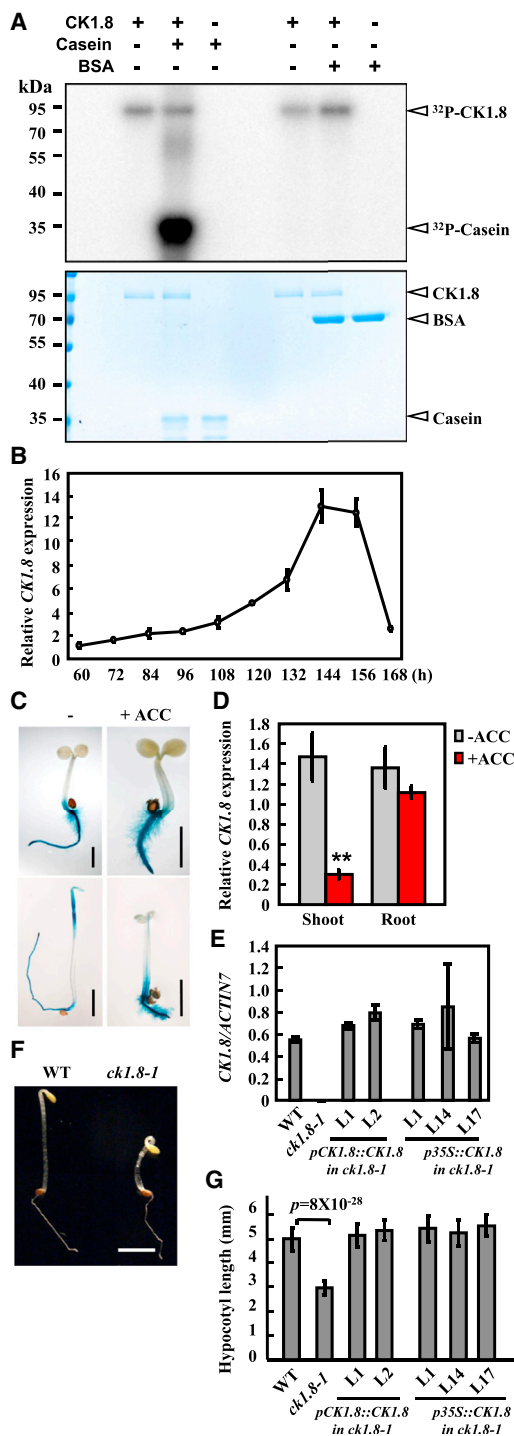 A
CK1.8 + + - + + -
Casein - + + - - -
BSA - - - - + +
kDa
95
70
55
40
35
³²P-CK1.8
³²P-Casein
95
70
55
40
35
CK1.8
BSA
Casein
B
Relative CK1.8 expression
16
14
12
10
8
6
4
2
0
60 72 84 96 108 120 132 144 156 168 (h)
C
- + ACC
D
Relative CK1.8 expression
1.8
1.6
1.4
1.2
1.0
0.8
0.6
0.4
0.2
0
-ACC
+ACC
**
Shoot Root
E
CK1.8/ACTIN7
1.4
1.2
1.0
0.8
0.6
0.4
0.2
0
WT ck1.8-1 L1 L2 L1 L14 L17
pCK1.8::CK1.8 p35S::CK1.8
in ck1.8-1 in ck1.8-1
F
WT ck1.8-1
G
p=8X10⁻²⁸
Hypocotyl length (mm)
7
6
5
4
3
2
1
0
WT ck1.8-1 L1 L2 L1 L14 L17
pCK1.8::CK1.8 p35S::CK1.8
in ck1.8-1 in ck1.8-1